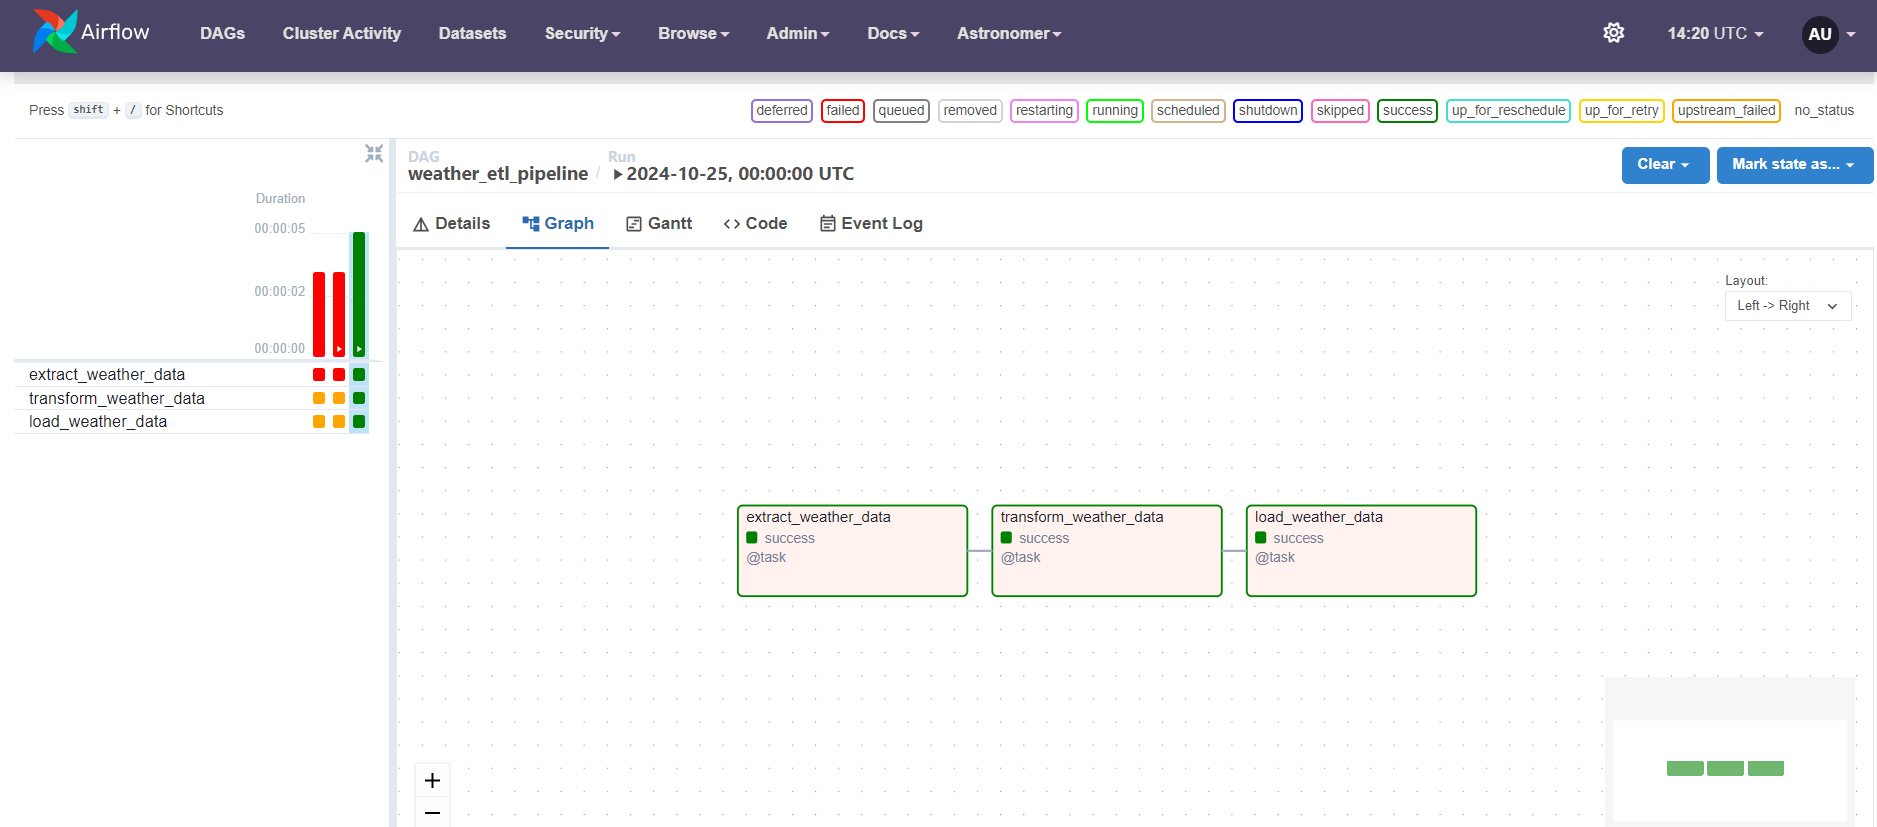 Airflow DAGs Cluster Activity Datasets Security Browse Admin Docs Astronomer 14:20 UTC AU
Press shift + / for Shortcuts deferred failed queued removed restarting running scheduled shutdown skipped success up_for_reschedule up_for_retry upstream_failed no_status
DAG Run
weather_etl_pipeline / 2024-10-25, 00:00:00 UTC Clear Mark state as...
Details Graph Gantt Code Event Log
Duration
00:00:05
00:00:02
00:00:00
extract_weather_data
transform_weather_data
load_weather_data
Layout:
Left -> Right
extract_weather_data
success
@task
transform_weather_data
success
@task
load_weather_data
success
@task